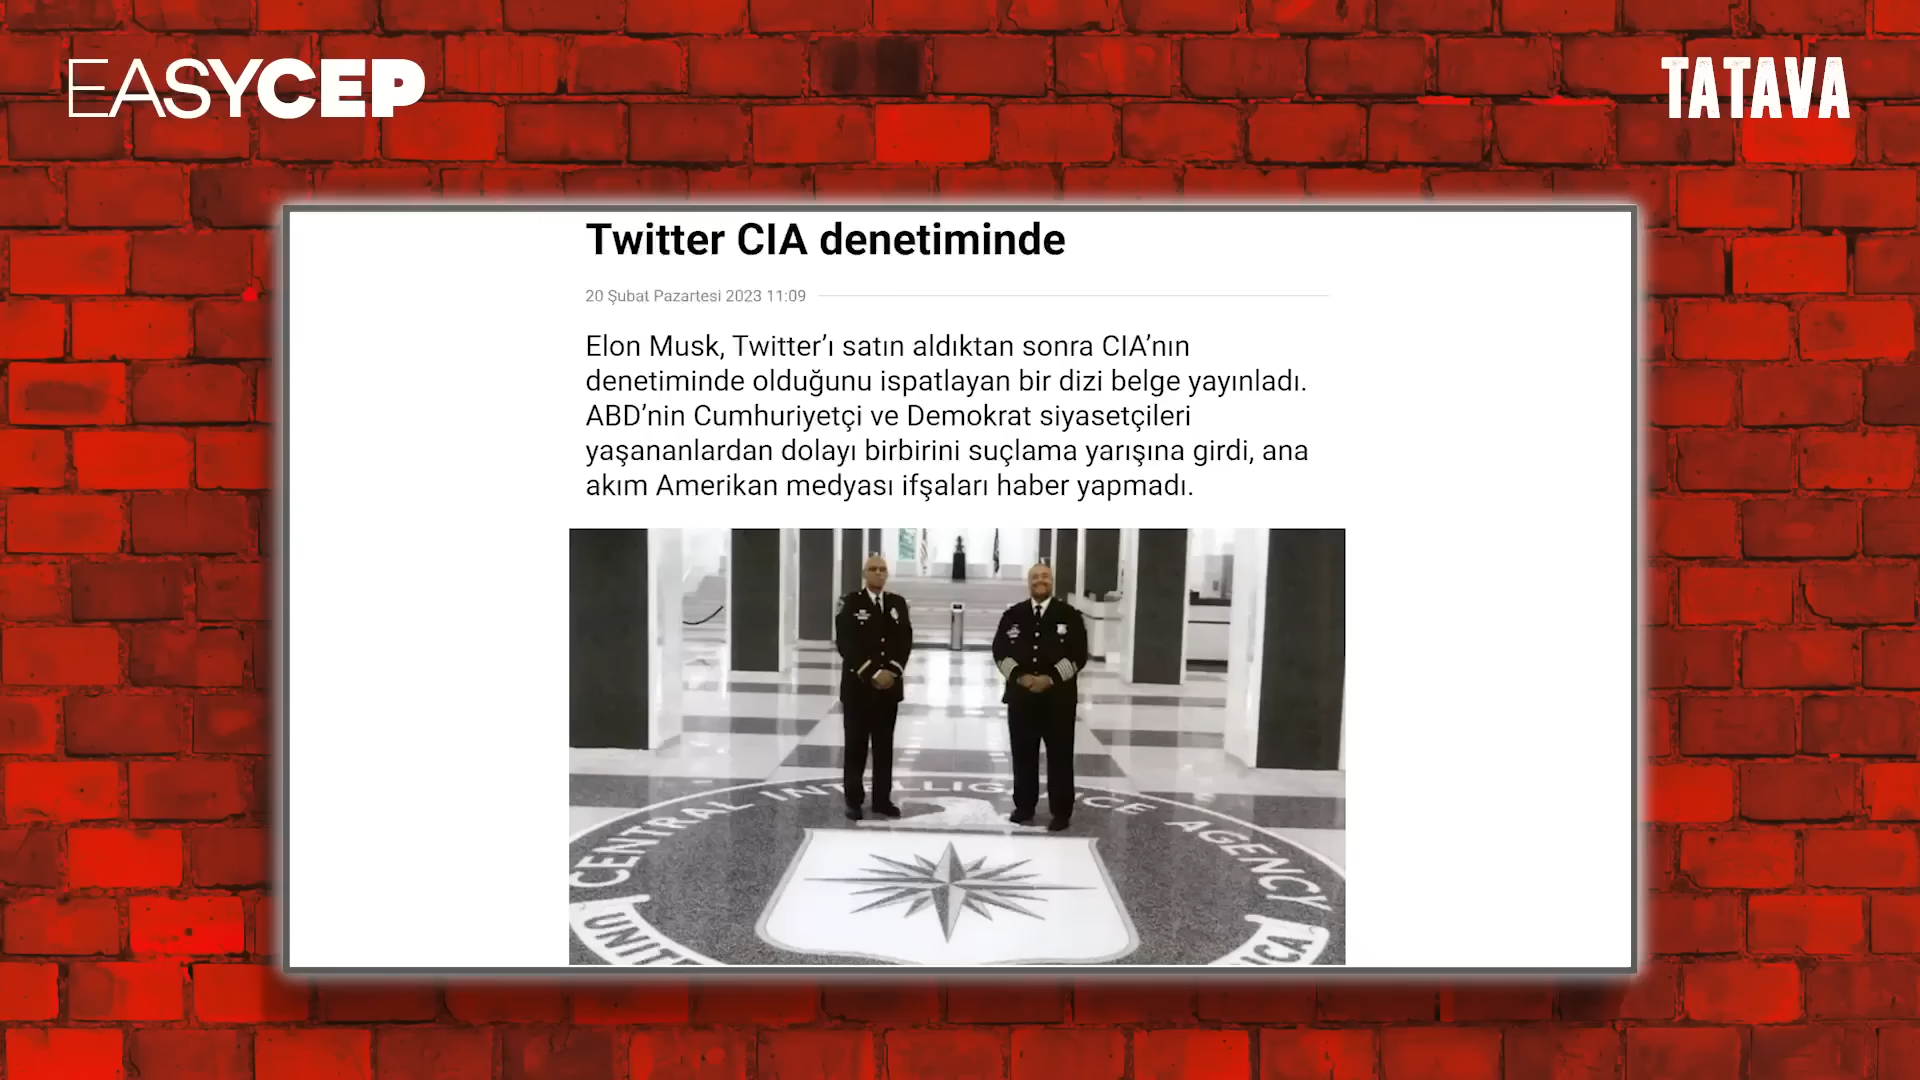 EASYCEP
TATAVA
Twitter CIA denetiminde
20 Şubat Pazartesi 2023 11:09
Elon Musk, Twitter’ı satın aldıktan sonra CIA’nın
denetiminde olduğunu ispatlayan bir dizi belge yayınladı.
ABD’nin Cumhuriyetçi ve Demokrat siyasetçileri
yaşananlardan dolayı birbirini suçlama yarışına girdi, ana
akım Amerikan medyası ifşaları haber yapmadı.
CENTRAL INTELLIGENCE AGENCY